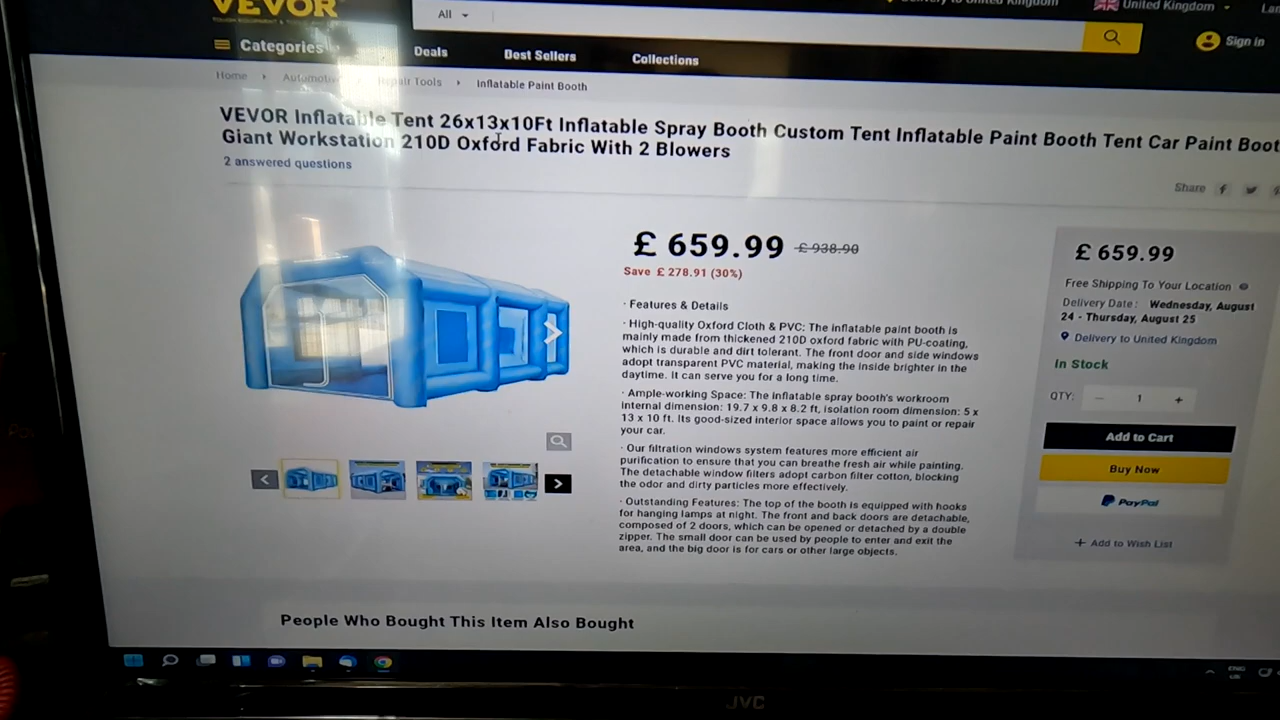 VEVOR
All
Delivery to United Kingdom
United Kingdom
Categories
Deals
Best Sellers
Collections
Sign in
Home
Repair Tools
Inflatable Paint Booth
VEVOR Inflatable Tent 26x13x10Ft Inflatable Spray Booth Custom Tent Inflatable Paint Booth Tent Car Paint
Giant Workstation 210D Oxford Fabric With 2 Blowers
2 answered questions
Share
£ 659.99 £ 938.90
Save £ 278.91 (30%)
· Features & Details
· High-quality Oxford Cloth & PVC: The inflatable paint booth is
mainly made from thickened 210D oxford fabric with PU-coating,
which is durable and dirt tolerant. The front door and side windows
adopt transparent PVC material, making the inside brighter in the
daytime. It can serve you for a long time.
· Ample-working Space: The inflatable spray booth's workroom
internal dimension: 19.7 x 9.8 x 8.2 ft, isolation room dimension: 5 x
13 x 10 ft. Its good-sized interior space allows you to paint or repair
your car.
· Our filtration windows system features more efficient air
purification to ensure that you can breathe fresh air while painting.
The detachable window filters adopt carbon filter cotton, blocking
the odor and dirty particles more effectively.
· Outstanding Features: The top of the booth is equipped with hooks
for hanging lamps at night. The front and back doors are detachable,
composed of 2 doors, which can be opened or detached by a double
zipper. The small door can be used by people to enter and exit the
area, and the big door is for cars or other large objects.
£ 659.99
Free Shipping To Your Location
Delivery Date: Wednesday, August
24 - Thursday, August 25
Delivery to United Kingdom
In Stock
QTY: 1 +
Add to Cart
Buy Now
PayPal
+ Add to Wish List
People Who Bought This Item Also Bought
ENG
JVC